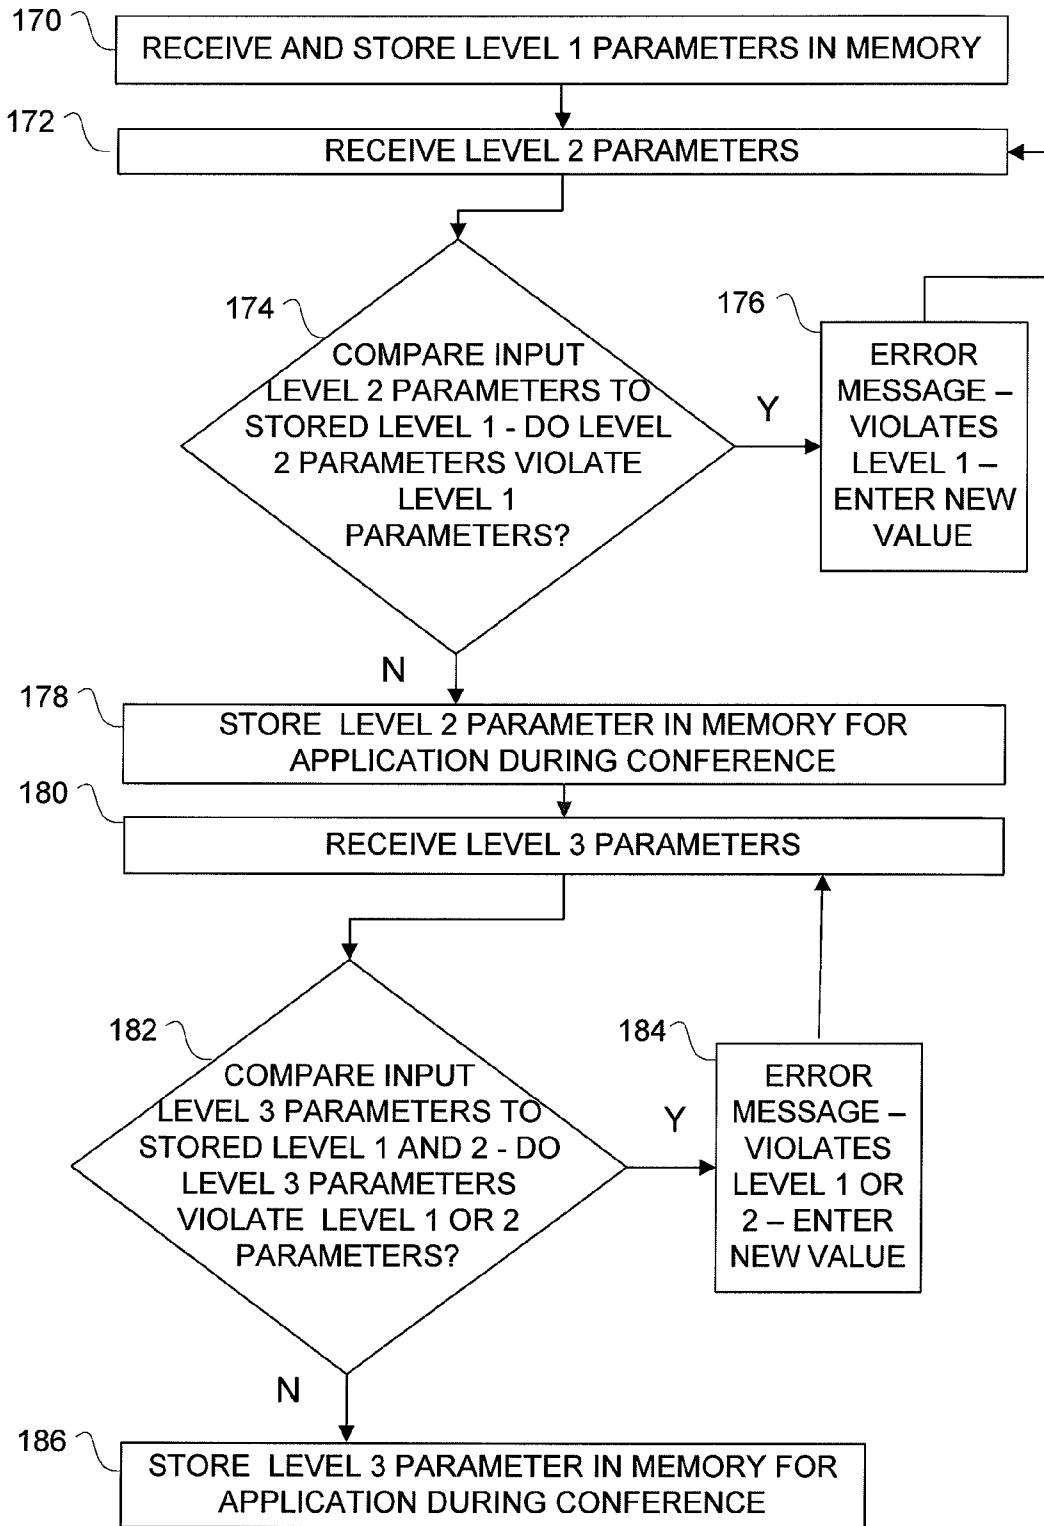 170
RECEIVE AND STORE LEVEL 1 PARAMETERS IN MEMORY
172
RECEIVE LEVEL 2 PARAMETERS
174
COMPARE INPUT
LEVEL 2 PARAMETERS TO
STORED LEVEL 1 - DO LEVEL
2 PARAMETERS VIOLATE
LEVEL 1
PARAMETERS?
Y
176
ERROR
MESSAGE –
VIOLATES
LEVEL 1 –
ENTER NEW
VALUE
N
178
STORE LEVEL 2 PARAMETER IN MEMORY FOR
APPLICATION DURING CONFERENCE
180
RECEIVE LEVEL 3 PARAMETERS
182
COMPARE INPUT
LEVEL 3 PARAMETERS TO
STORED LEVEL 1 AND 2 - DO
LEVEL 3 PARAMETERS
VIOLATE LEVEL 1 OR 2
PARAMETERS?
Y
184
ERROR
MESSAGE –
VIOLATES
LEVEL 1 OR
2 – ENTER
NEW VALUE
N
186
STORE LEVEL 3 PARAMETER IN MEMORY FOR
APPLICATION DURING CONFERENCE